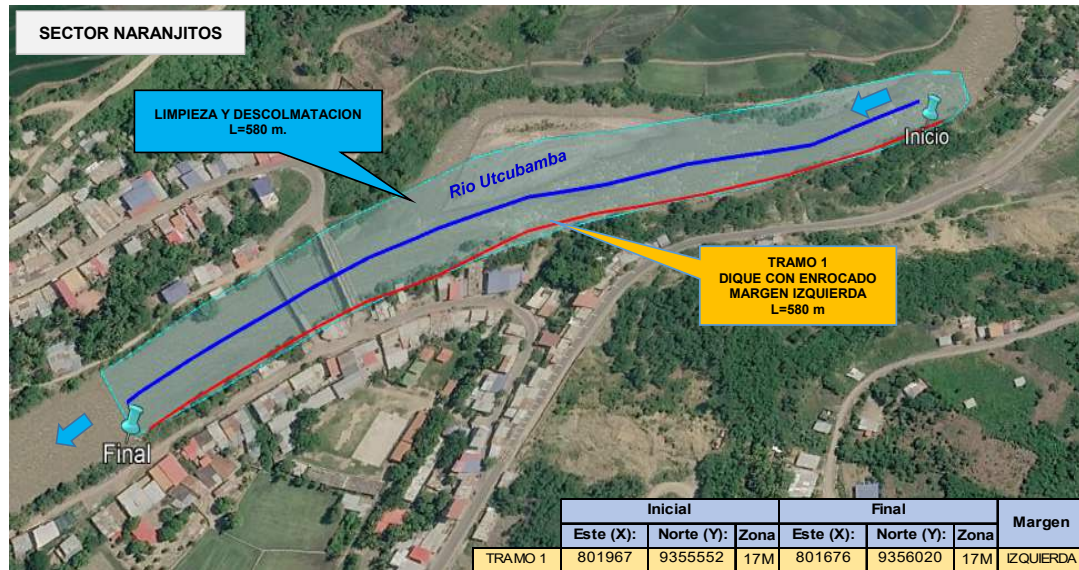 SECTOR NARANJITOS
LIMPIEZA Y DESCOLMATACION
L=580 m.
Rio Utcubamba
Inicio
TRAMO 1
DIQUE CON ENROCADO
MARGEN IZQUIERDA
L=580 m
Final
Inicial Final Margen
Este (X): Norte (Y): Zona Este (X): Norte (Y): Zona
TRAMO 1 801967 9355552 17M 801676 9356020 17M IZQUIERDA